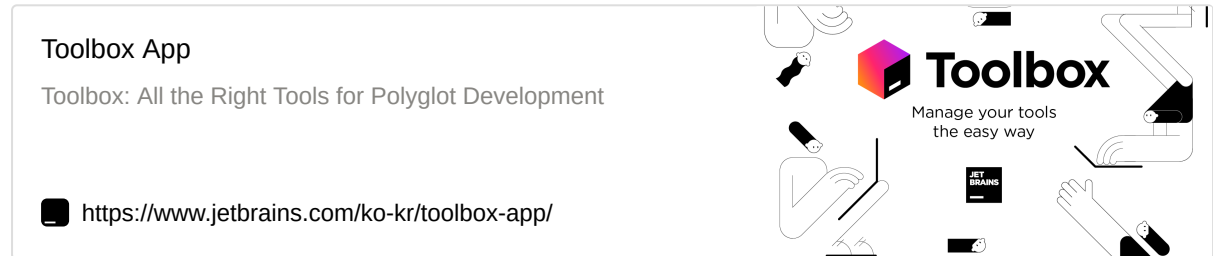 Toolbox App
Toolbox: All the Right Tools for Polyglot Development
https://www.jetbrains.com/ko-kr/toolbox-app/
Toolbox
Manage your tools
the easy way
JET
BRAINS